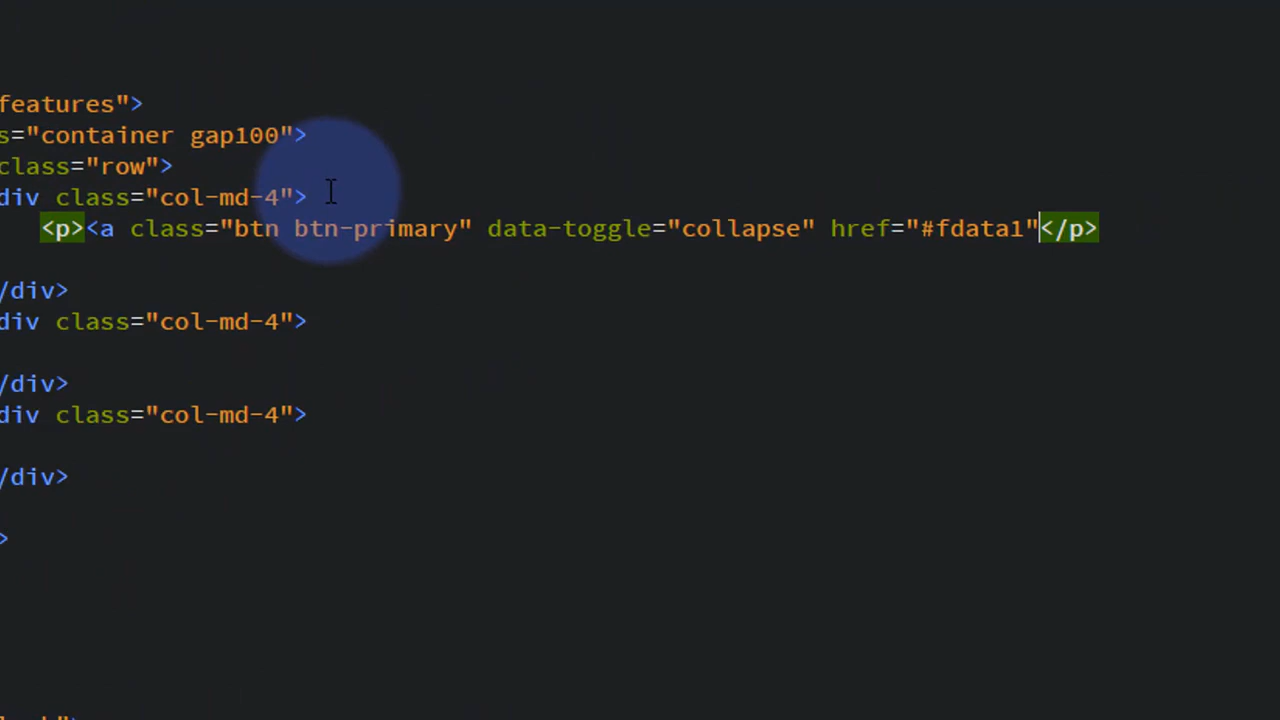 features">
s="container gap100">
class="row">
div class="col-md-4">
<p><a class="btn btn-primary" data-toggle="collapse" href="#fdata1"</p>
/div>
div class="col-md-4">
/div>
div class="col-md-4">
/div>
>